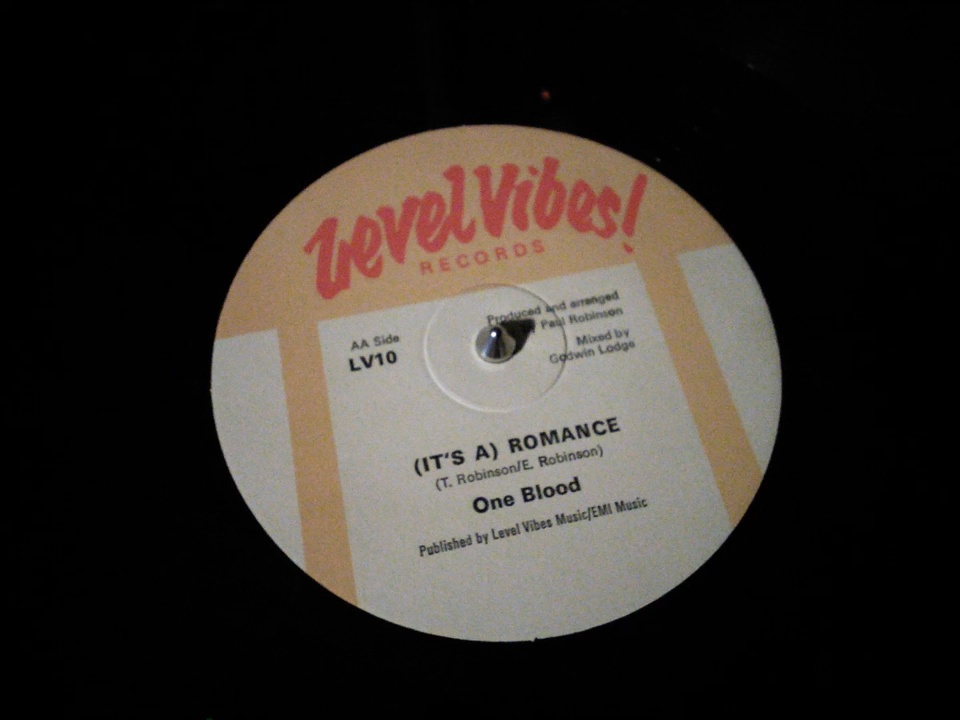 Level Vibes!
RECORDS
AA Side
LV10
Produced and arranged
Paul Robinson
Mixed by
Godwin Lodge
(IT'S A) ROMANCE
(T. Robinson/E. Robinson)
One Blood
Published by Level Vibes Music/EMI Music